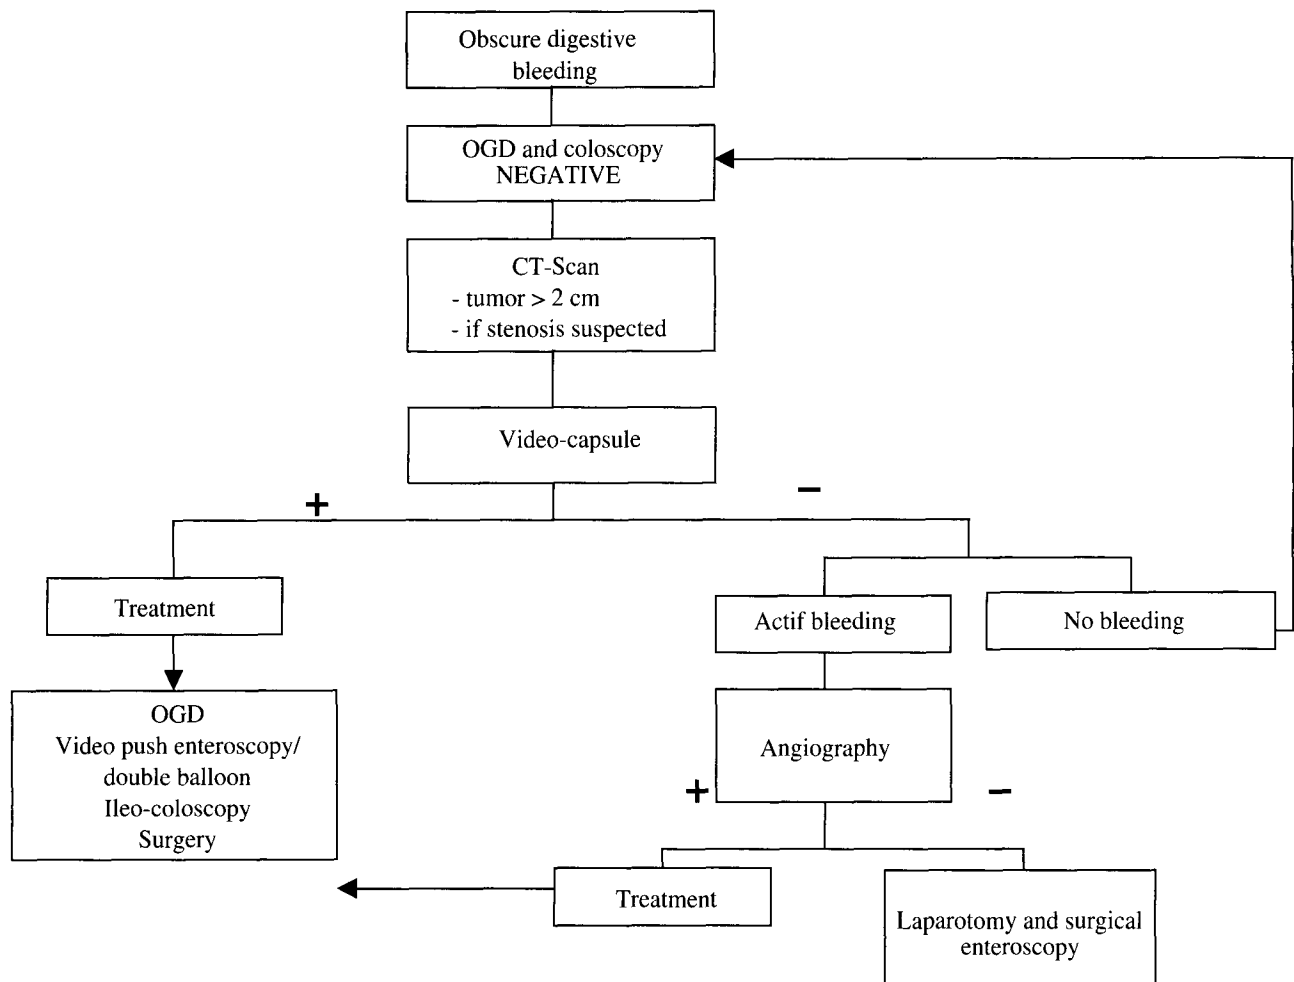 Obscure digestive
bleeding
OGD and coloscopy
NEGATIVE
CT-Scan
- tumor > 2 cm
- if stenosis suspected
Video-capsule
+
−
Treatment
Actif bleeding
No bleeding
OGD
Video push enteroscopy/
double balloon
Ileo-coloscopy
Surgery
Angiography
+
−
Treatment
Laparotomy and surgical
enteroscopy